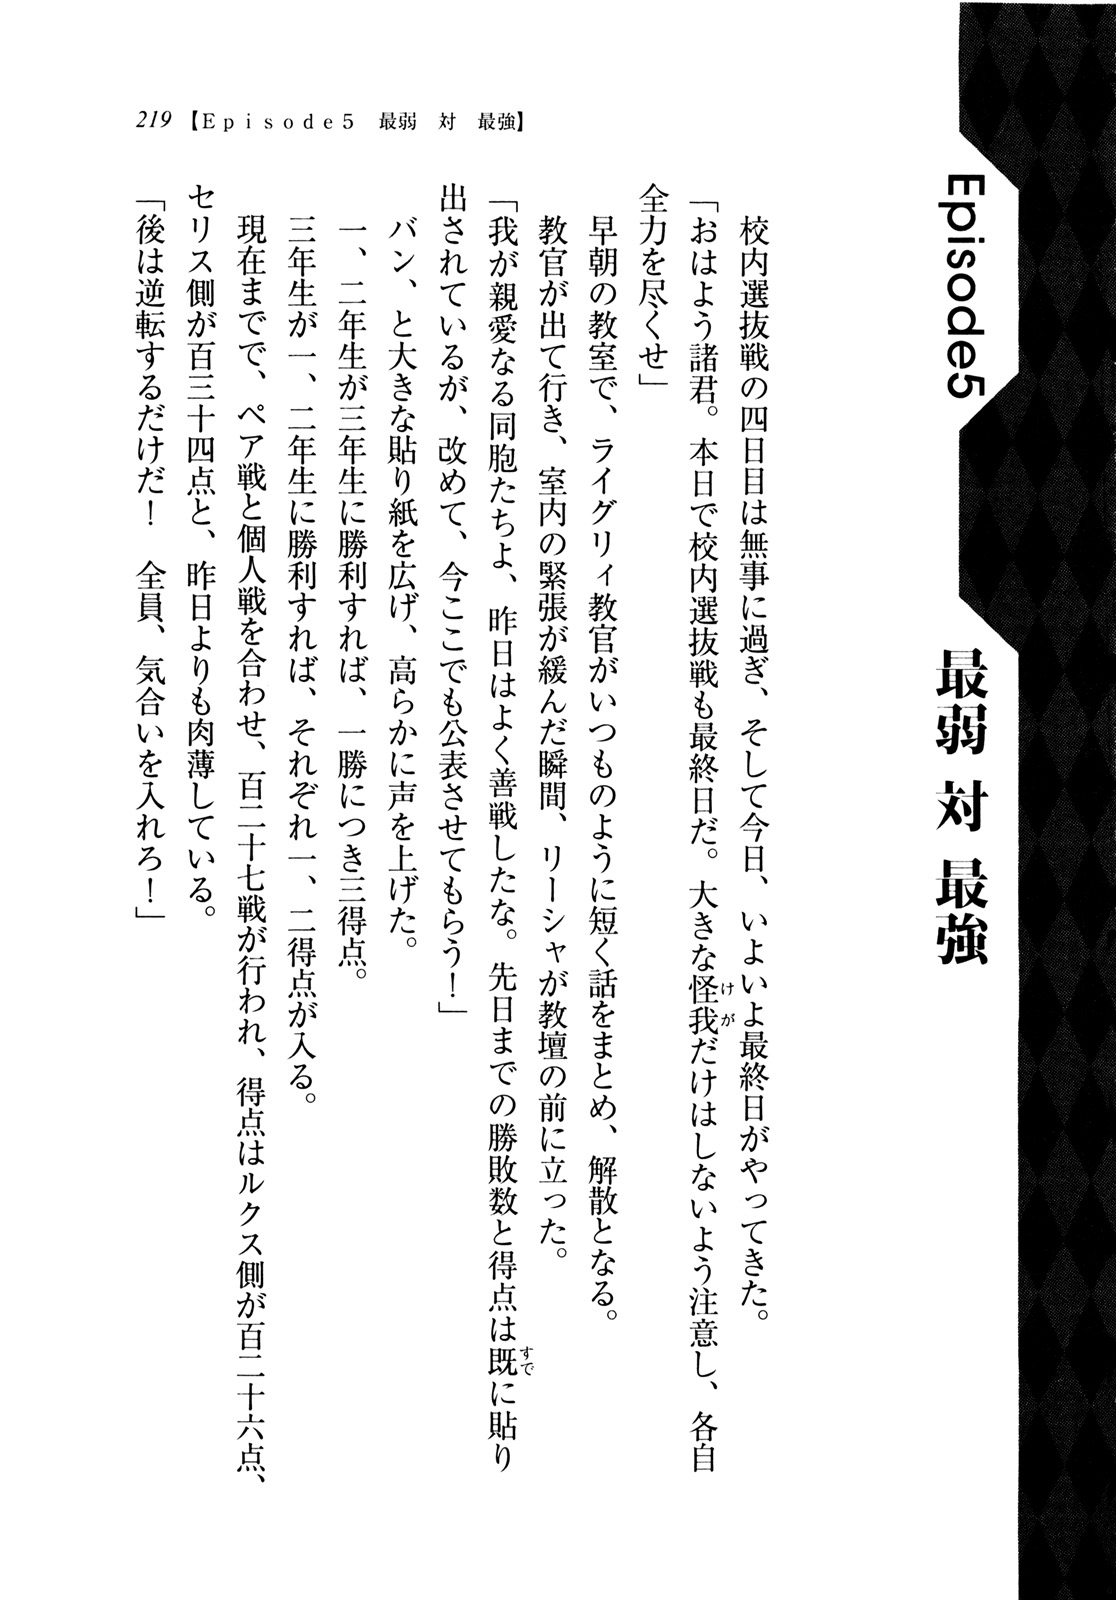 219 【Episode5　最弱　対　最強】
Episode5　最弱 対 最強
　校内選抜戦の四日目は無事に過ぎ、そして今日、いよいよ最終日がやってきた。
「おはよう諸君。本日で校内選抜戦も最終日だ。大きな怪我だけはしないよう注意し、各自
けが
全力を尽くせ」
　早朝の教室で、ライグリィ教官がいつものように短く話をまとめ、解散となる。
　教官が出て行き、室内の緊張が緩んだ瞬間、リーシャが教壇の前に立った。
「我が親愛なる同胞たちよ、昨日はよく善戦したな。先日までの勝敗数と得点は既に貼り
すで
出されているが、改めて、今ここでも公表させてもらう！」
　バン、と大きな貼り紙を広げ、高らかに声を上げた。
　一、二年生が三年生に勝利すれば、一勝につき三得点。
　三年生が一、二年生に勝利すれば、それぞれ一、二得点が入る。
　現在までで、ペア戦と個人戦を合わせ、百二十七戦が行われ、得点はルクス側が百二十六点、
セリス側が百三十四点と、昨日よりも肉薄している。
「後は逆転するだけだ！　全員、気合いを入れろ！」